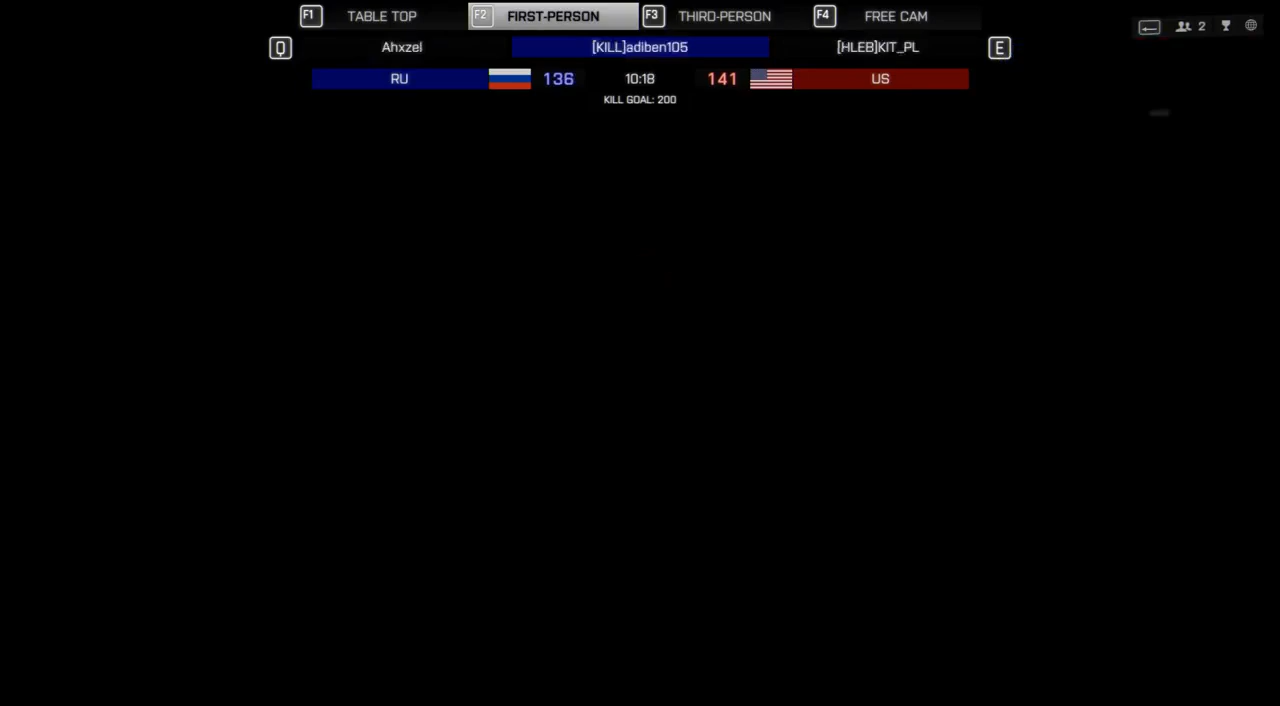 F1 TABLE TOP F2 FIRST-PERSON F3 THIRD-PERSON F4 FREE CAM
2
Q Ahxzel [KILL]adiben105 [HLEB]KIT_PL E
RU 136 10:18 141 US
KILL GOAL: 200